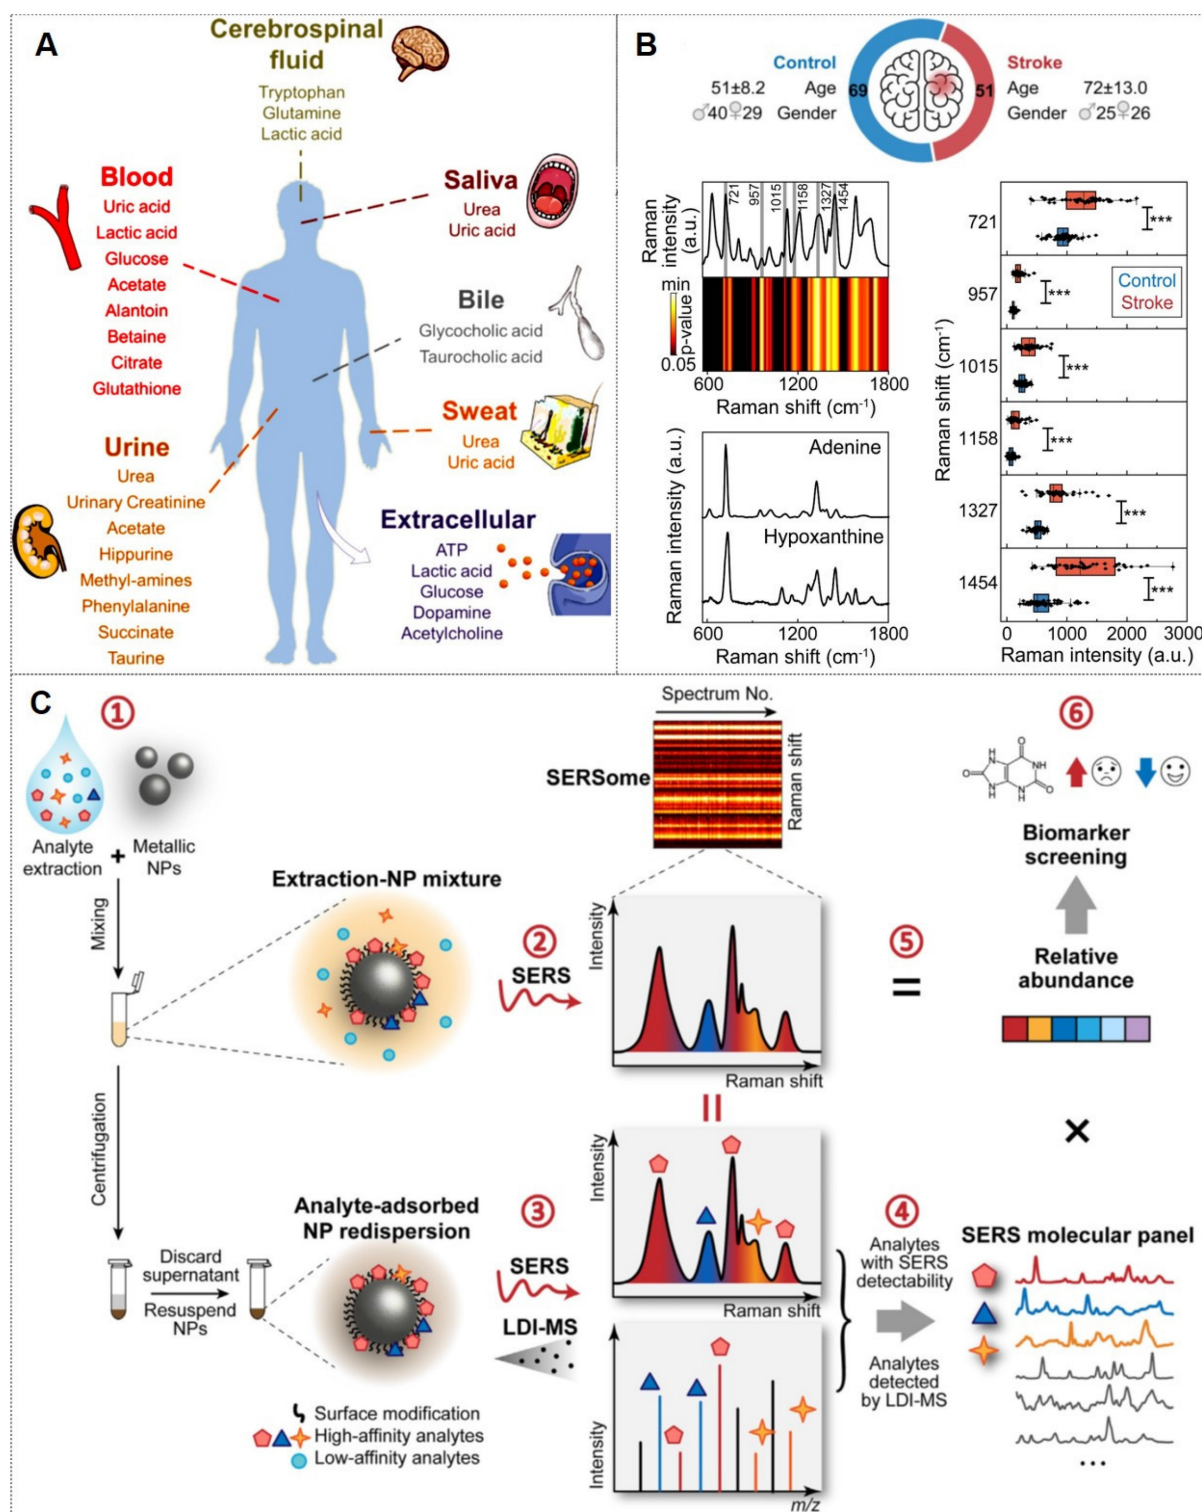 A
Cerebrospinal
fluid
Tryptophan
Glutamine
Lactic acid
Blood
Uric acid
Lactic acid
Glucose
Acetate
Alantoin
Betaine
Citrate
Glutathione
Saliva
Urea
Uric acid
Bile
Glycocholic acid
Taurocholic acid
Sweat
Urea
Uric acid
Urine
Urea
Urinary Creatinine
Acetate
Hippurine
Methyl-amines
Phenylalanine
Succinate
Taurine
Extracellular
ATP
Lactic acid
Glucose
Dopamine
Acetylcholine
B
Control
51±8.2 Age
♂40♀29 Gender
69
51
Stroke
Age 72±13.0
Gender ♂25♀26
Raman
intensity
(a.u.)
721
957
1015
1158
1327
1454
min
p-value
0.05
600 1200 1800
Raman shift (cm⁻¹)
Raman intensity (a.u.)
Adenine
Hypoxanthine
600 1200 1800
Raman shift (cm⁻¹)
Raman shift (cm⁻¹)
721
***
957
***
Control
Stroke
1015
***
1158
***
1327
***
1454
***
0 1000 2000 3000
Raman intensity (a.u.)
C
①
Analyte
extraction
+
Metallic
NPs
Mixing
Centrifugation
Discard
supernatant
Resuspend
NPs
Extraction-NP mixture
②
SERS
Spectrum No.
SERSome
Raman shift
Intensity
Raman shift
=
Analyte-adsorbed
NP redispersion
③
SERS
LDI-MS
Intensity
Raman shift
Intensity
m/z
Surface modification
High-affinity analytes
Low-affinity analytes
④
Analytes
with SERS
detectability
Analytes
detected
by LDI-MS
SERS molecular panel
...
⑤
=
⑥
O
H
N
O
NH
N
H
N
H
O
Biomarker
screening
Relative
abundance
×